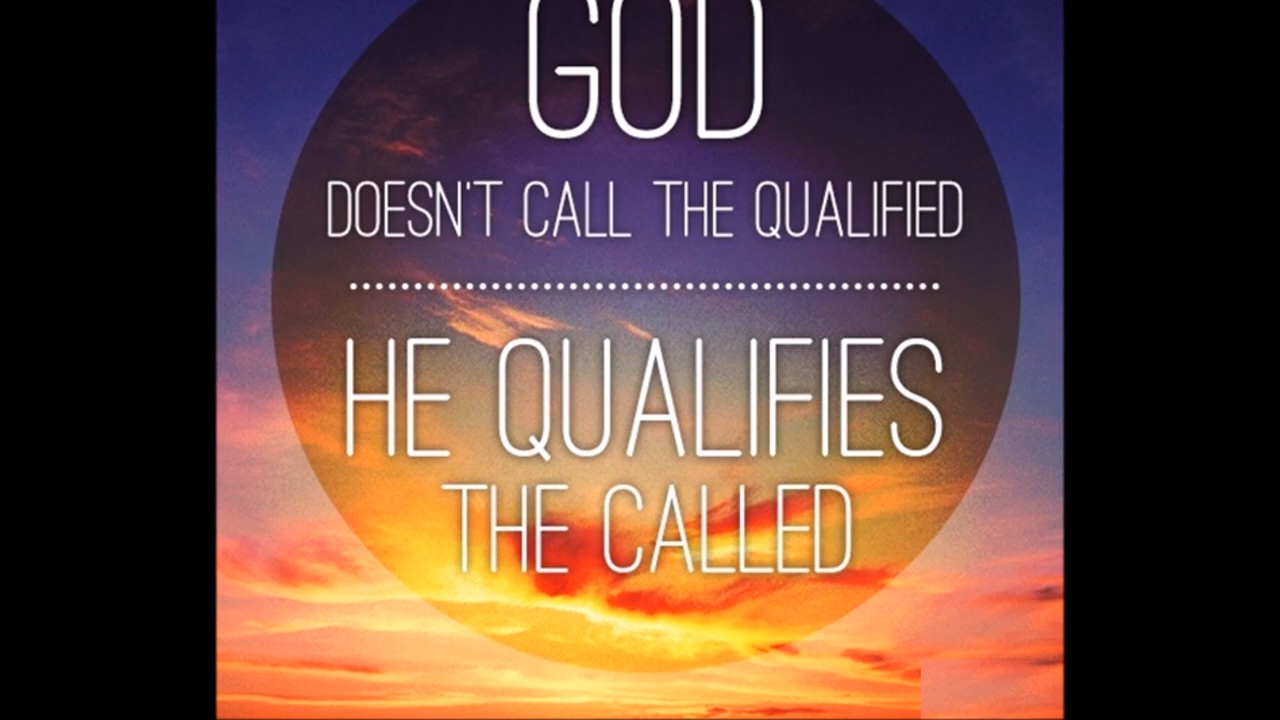 GOD
DOESN'T CALL THE QUALIFIED
HE QUALIFIES
THE CALLED